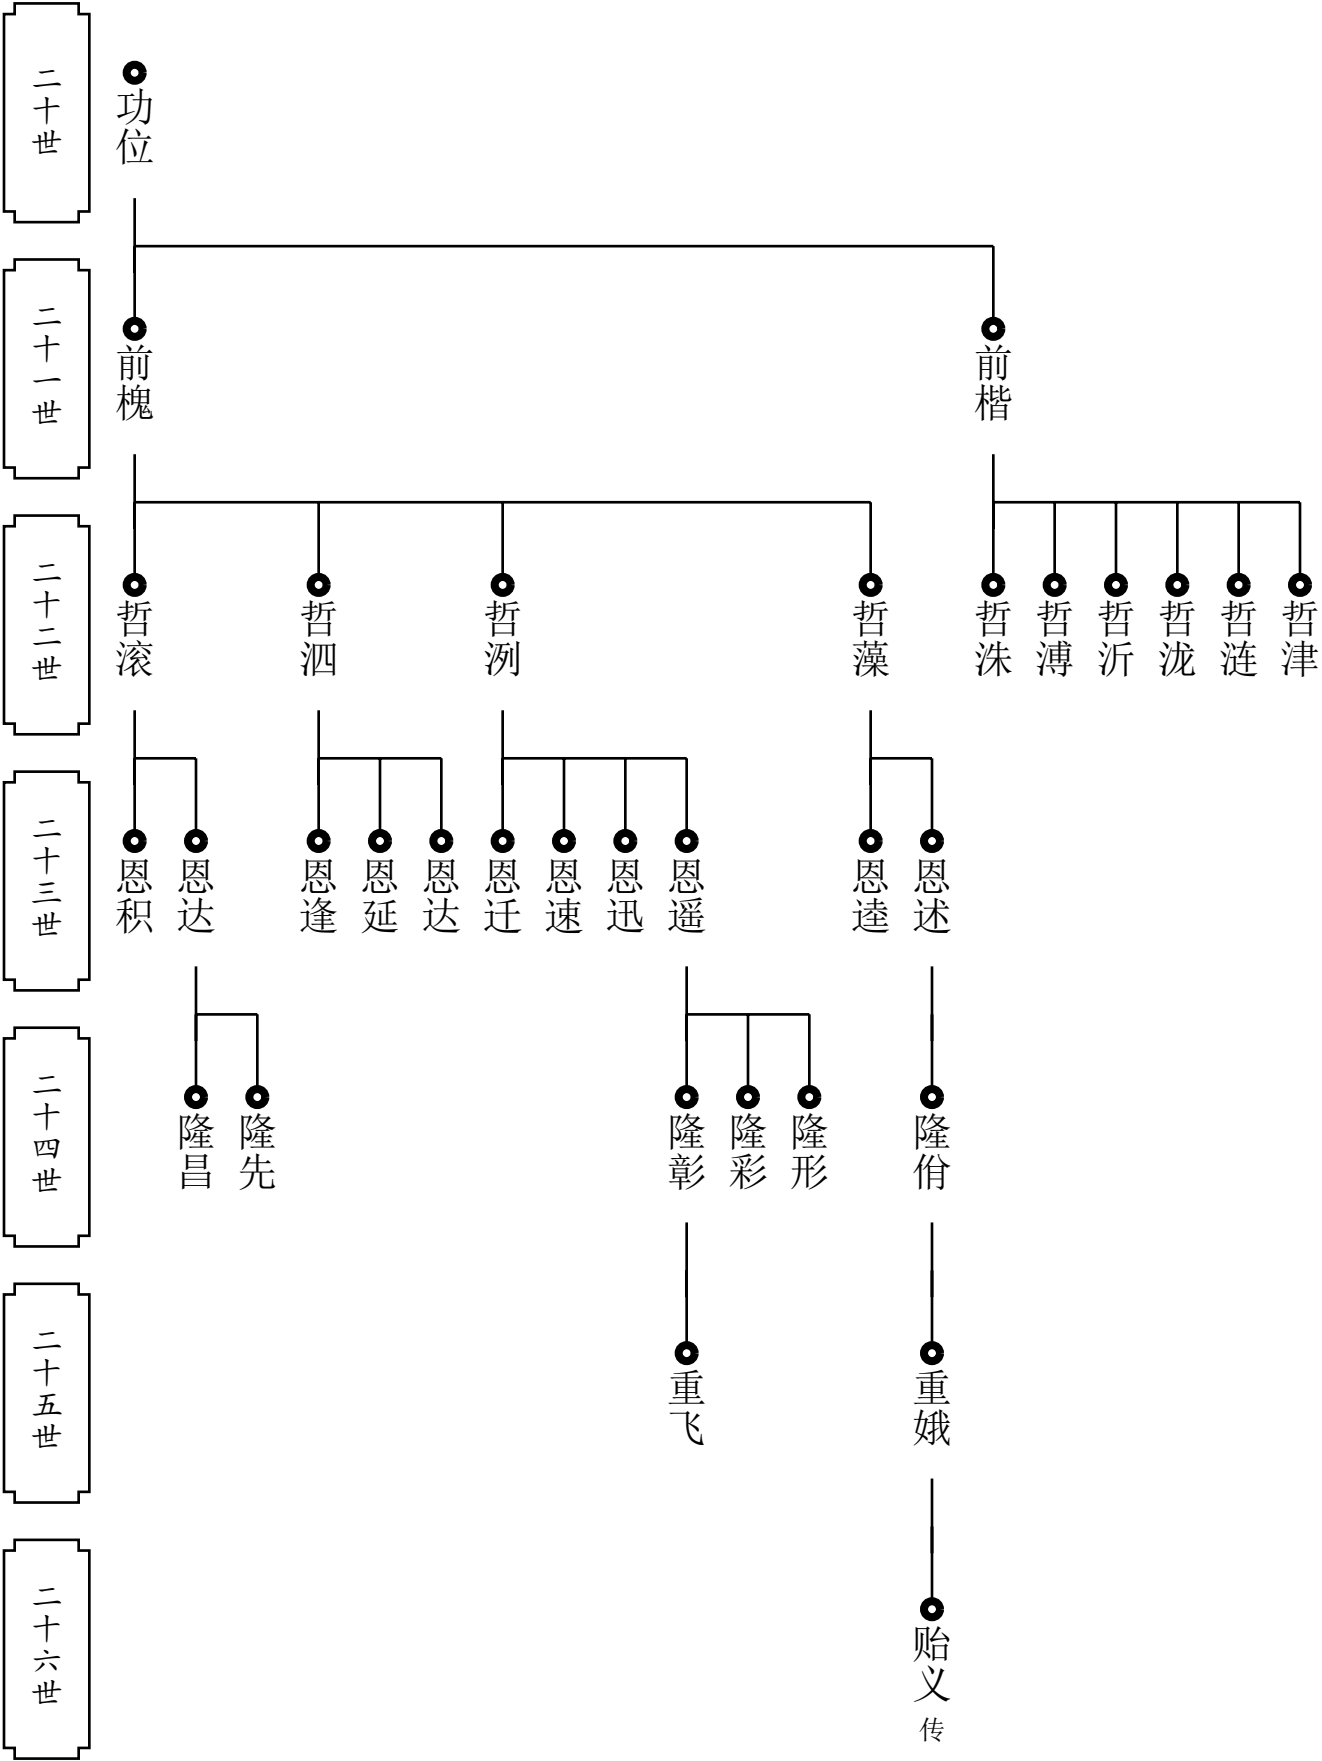 二十世
功位
二十一世
前槐
前楷
二十二世
哲滚
哲泗
哲洌
哲藻
哲洙
哲溥
哲沂
哲泷
哲涟
哲津
二十三世
恩积
恩达
恩逢
恩延
恩达
恩迁
恩速
恩迅
恩遥
恩逵
恩述
二十四世
隆昌
隆先
隆彰
隆彩
隆形
隆佾
二十五世
重飞
重娥
二十六世
贻义
传